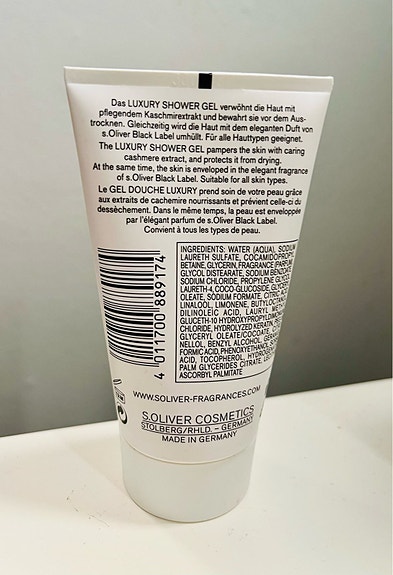 Das LUXURY SHOWER GEL verwöhnt die Haut mit
pflegendem Kaschmirextrakt und bewahrt sie vor dem Aus-
trocknen. Gleichzeitig wird die Haut mit dem eleganten Duft von
s.Oliver Black Label umhüllt. Für alle Hauttypen geeignet.
The LUXURY SHOWER GEL pampers the skin with caring
cashmere extract, and protects it from drying.
At the same time, the skin is enveloped in the elegant fragrance
of s.Oliver Black Label. Suitable for all skin types.
Le GEL DOUCHE LUXURY prend soin de votre peau grâce
aux extraits de cachemire nourrissants et prévient celle-ci du
dessèchement. Dans le même temps, la peau est enveloppée
par l'élégant parfum de s.Oliver Black Label.
Convient à tous les types de peau.
4 011700 889174
INGREDIENTS: WATER (AQUA), SODIUM
LAURETH SULFATE, COCAMIDOPROPYL
BETAINE, GLYCERIN, FRAGRANCE (PARFUM
GLYCOL DISTEARATE, SODIUM BENZOATE
SODIUM CHLORIDE, PROPYLENE GLYCOL
LAURETH-4, COCO-GLUCOSIDE, GLYCERYL
OLEATE, SODIUM FORMATE, CITRIC
LINALOOL, LIMONENE,
DILINOLEIC ACID, LAURYL
GLUCETH-10
CHLORIDE, HYDROLYZED KERATIN,
GLYCERYL OLEATE/COCOATE,
NELLOL, BENZYL ALCOHOL,
FORMIC ACID, PHENOXYETHANOL,
ACID, TOCOPHEROL,
PALM GLYCERIDES CITRATE,
ASCORBYL PALMITATE
WWW.SOLIVER-FRAGRANCES.COM
S.OLIVER COSMETICS
STOLBERG/RHLD. – GERMANY
MADE IN GERMANY